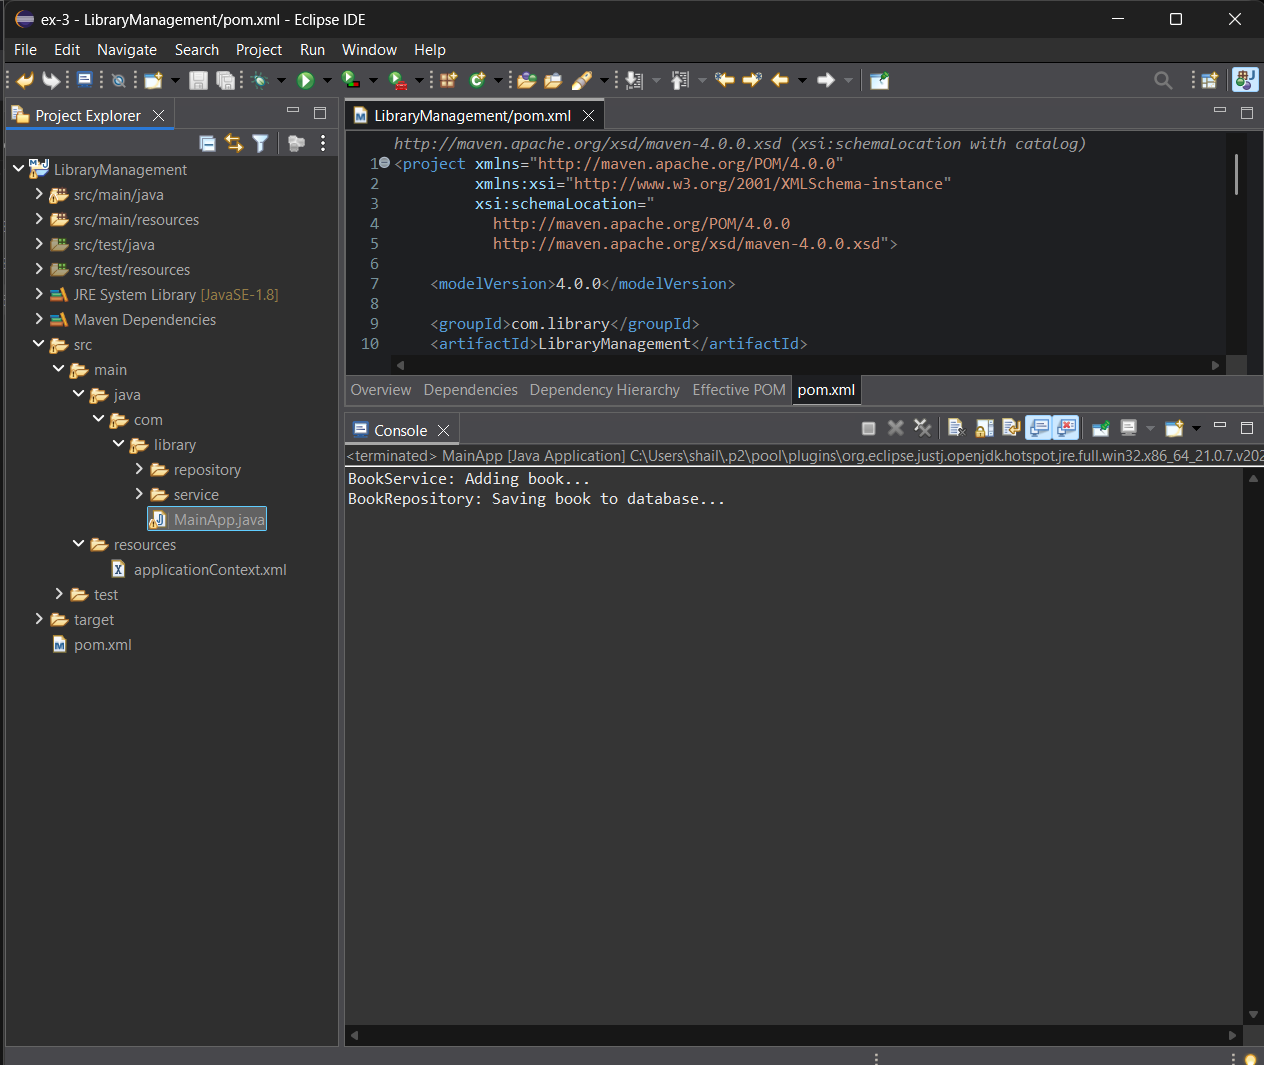 ex-3 - LibraryManagement/pom.xml - Eclipse IDE
File Edit Navigate Search Project Run Window Help
Project Explorer
LibraryManagement
src/main/java
src/main/resources
src/test/java
src/test/resources
JRE System Library [JavaSE-1.8]
Maven Dependencies
src
main
java
com
library
repository
service
MainApp.java
resources
applicationContext.xml
test
target
pom.xml
LibraryManagement/pom.xml
http://maven.apache.org/xsd/maven-4.0.0.xsd (xsi:schemaLocation with catalog)
1 <project xmlns="http://maven.apache.org/POM/4.0.0"
2 xmlns:xsi="http://www.w3.org/2001/XMLSchema-instance"
3 xsi:schemaLocation="
4 http://maven.apache.org/POM/4.0.0
5 http://maven.apache.org/xsd/maven-4.0.0.xsd">
6
7 <modelVersion>4.0.0</modelVersion>
8
9 <groupId>com.library</groupId>
10 <artifactId>LibraryManagement</artifactId>
Overview Dependencies Dependency Hierarchy Effective POM pom.xml
Console
<terminated> MainApp [Java Application] C:\Users\shail\.p2\pool\plugins\org.eclipse.justj.openjdk.hotspot.jre.full.win32.x86_64_21.0.7.v202
BookService: Adding book...
BookRepository: Saving book to database...